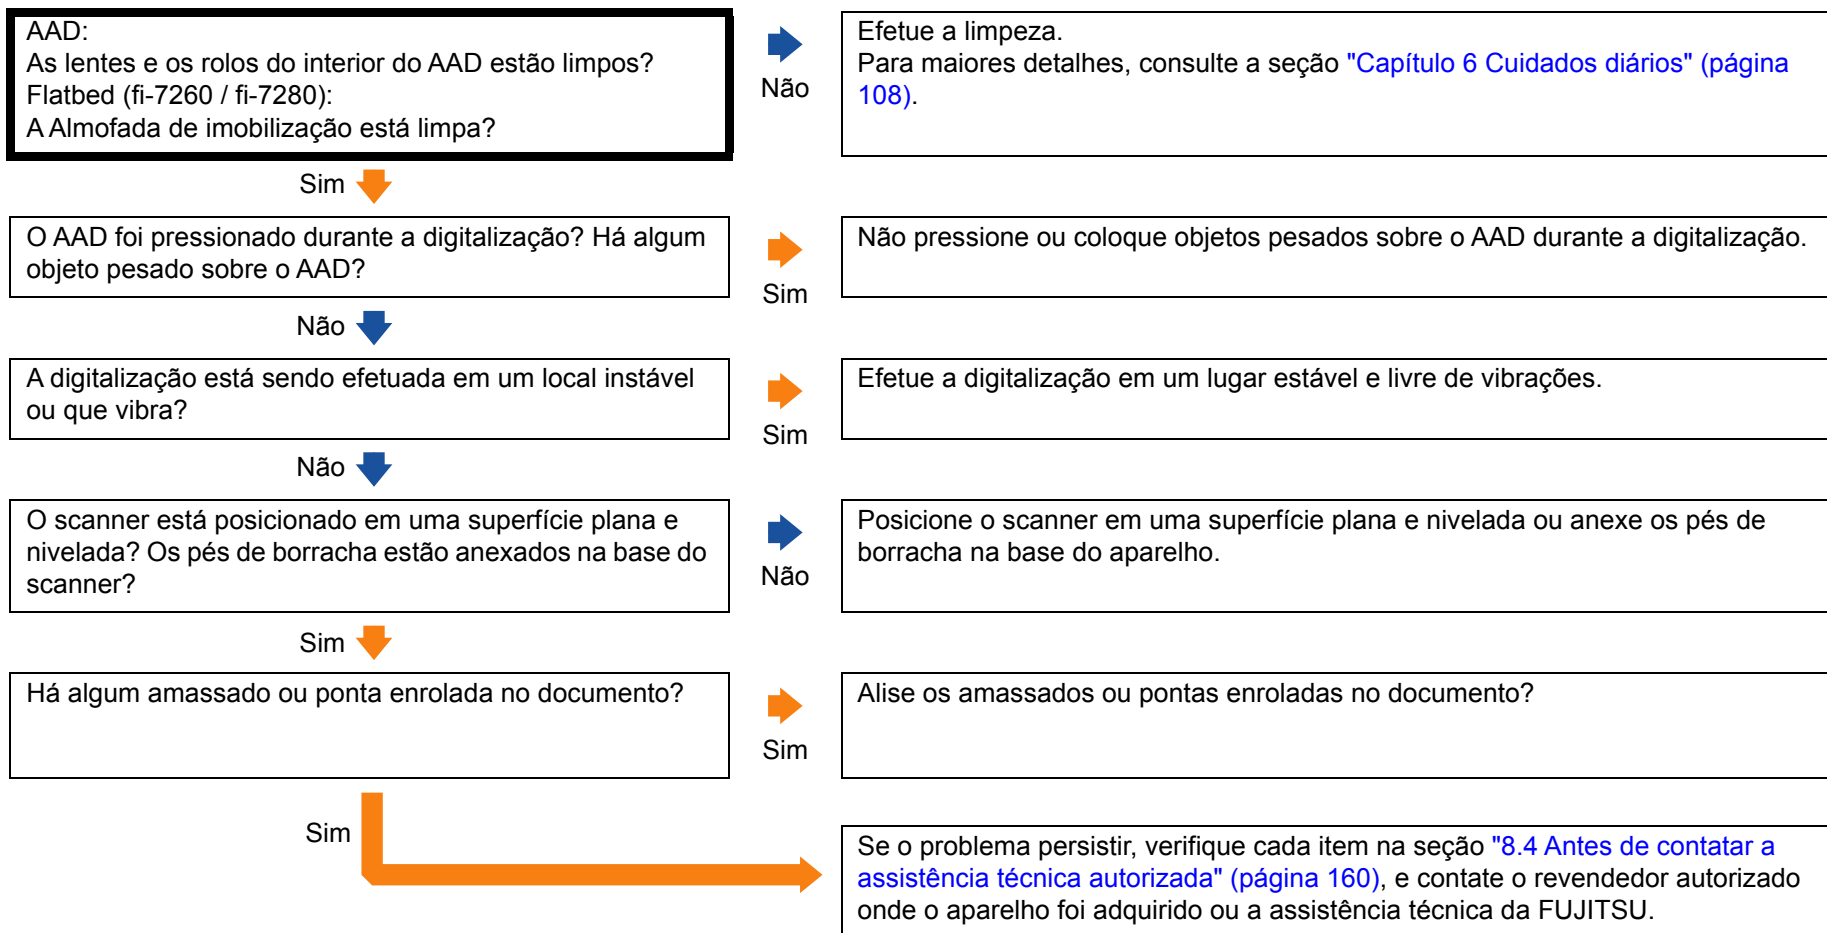 AAD:
As lentes e os rolos do interior do AAD estão limpos?
Flatbed (fi-7260 / fi-7280):
A Almofada de imobilização está limpa?
Não
Efetue a limpeza.
Para maiores detalhes, consulte a seção "Capítulo 6 Cuidados diários" (página
108).
Sim
O AAD foi pressionado durante a digitalização? Há algum
objeto pesado sobre o AAD?
Sim
Não pressione ou coloque objetos pesados sobre o AAD durante a digitalização.
Não
A digitalização está sendo efetuada em um local instável
ou que vibra?
Sim
Efetue a digitalização em um lugar estável e livre de vibrações.
Não
O scanner está posicionado em uma superfície plana e
nivelada? Os pés de borracha estão anexados na base do
scanner?
Não
Posicione o scanner em uma superfície plana e nivelada ou anexe os pés de
borracha na base do aparelho.
Sim
Há algum amassado ou ponta enrolada no documento?
Sim
Alise os amassados ou pontas enroladas no documento?
Sim
Se o problema persistir, verifique cada item na seção "8.4 Antes de contatar a
assistência técnica autorizada" (página 160), e contate o revendedor autorizado
onde o aparelho foi adquirido ou a assistência técnica da FUJITSU.